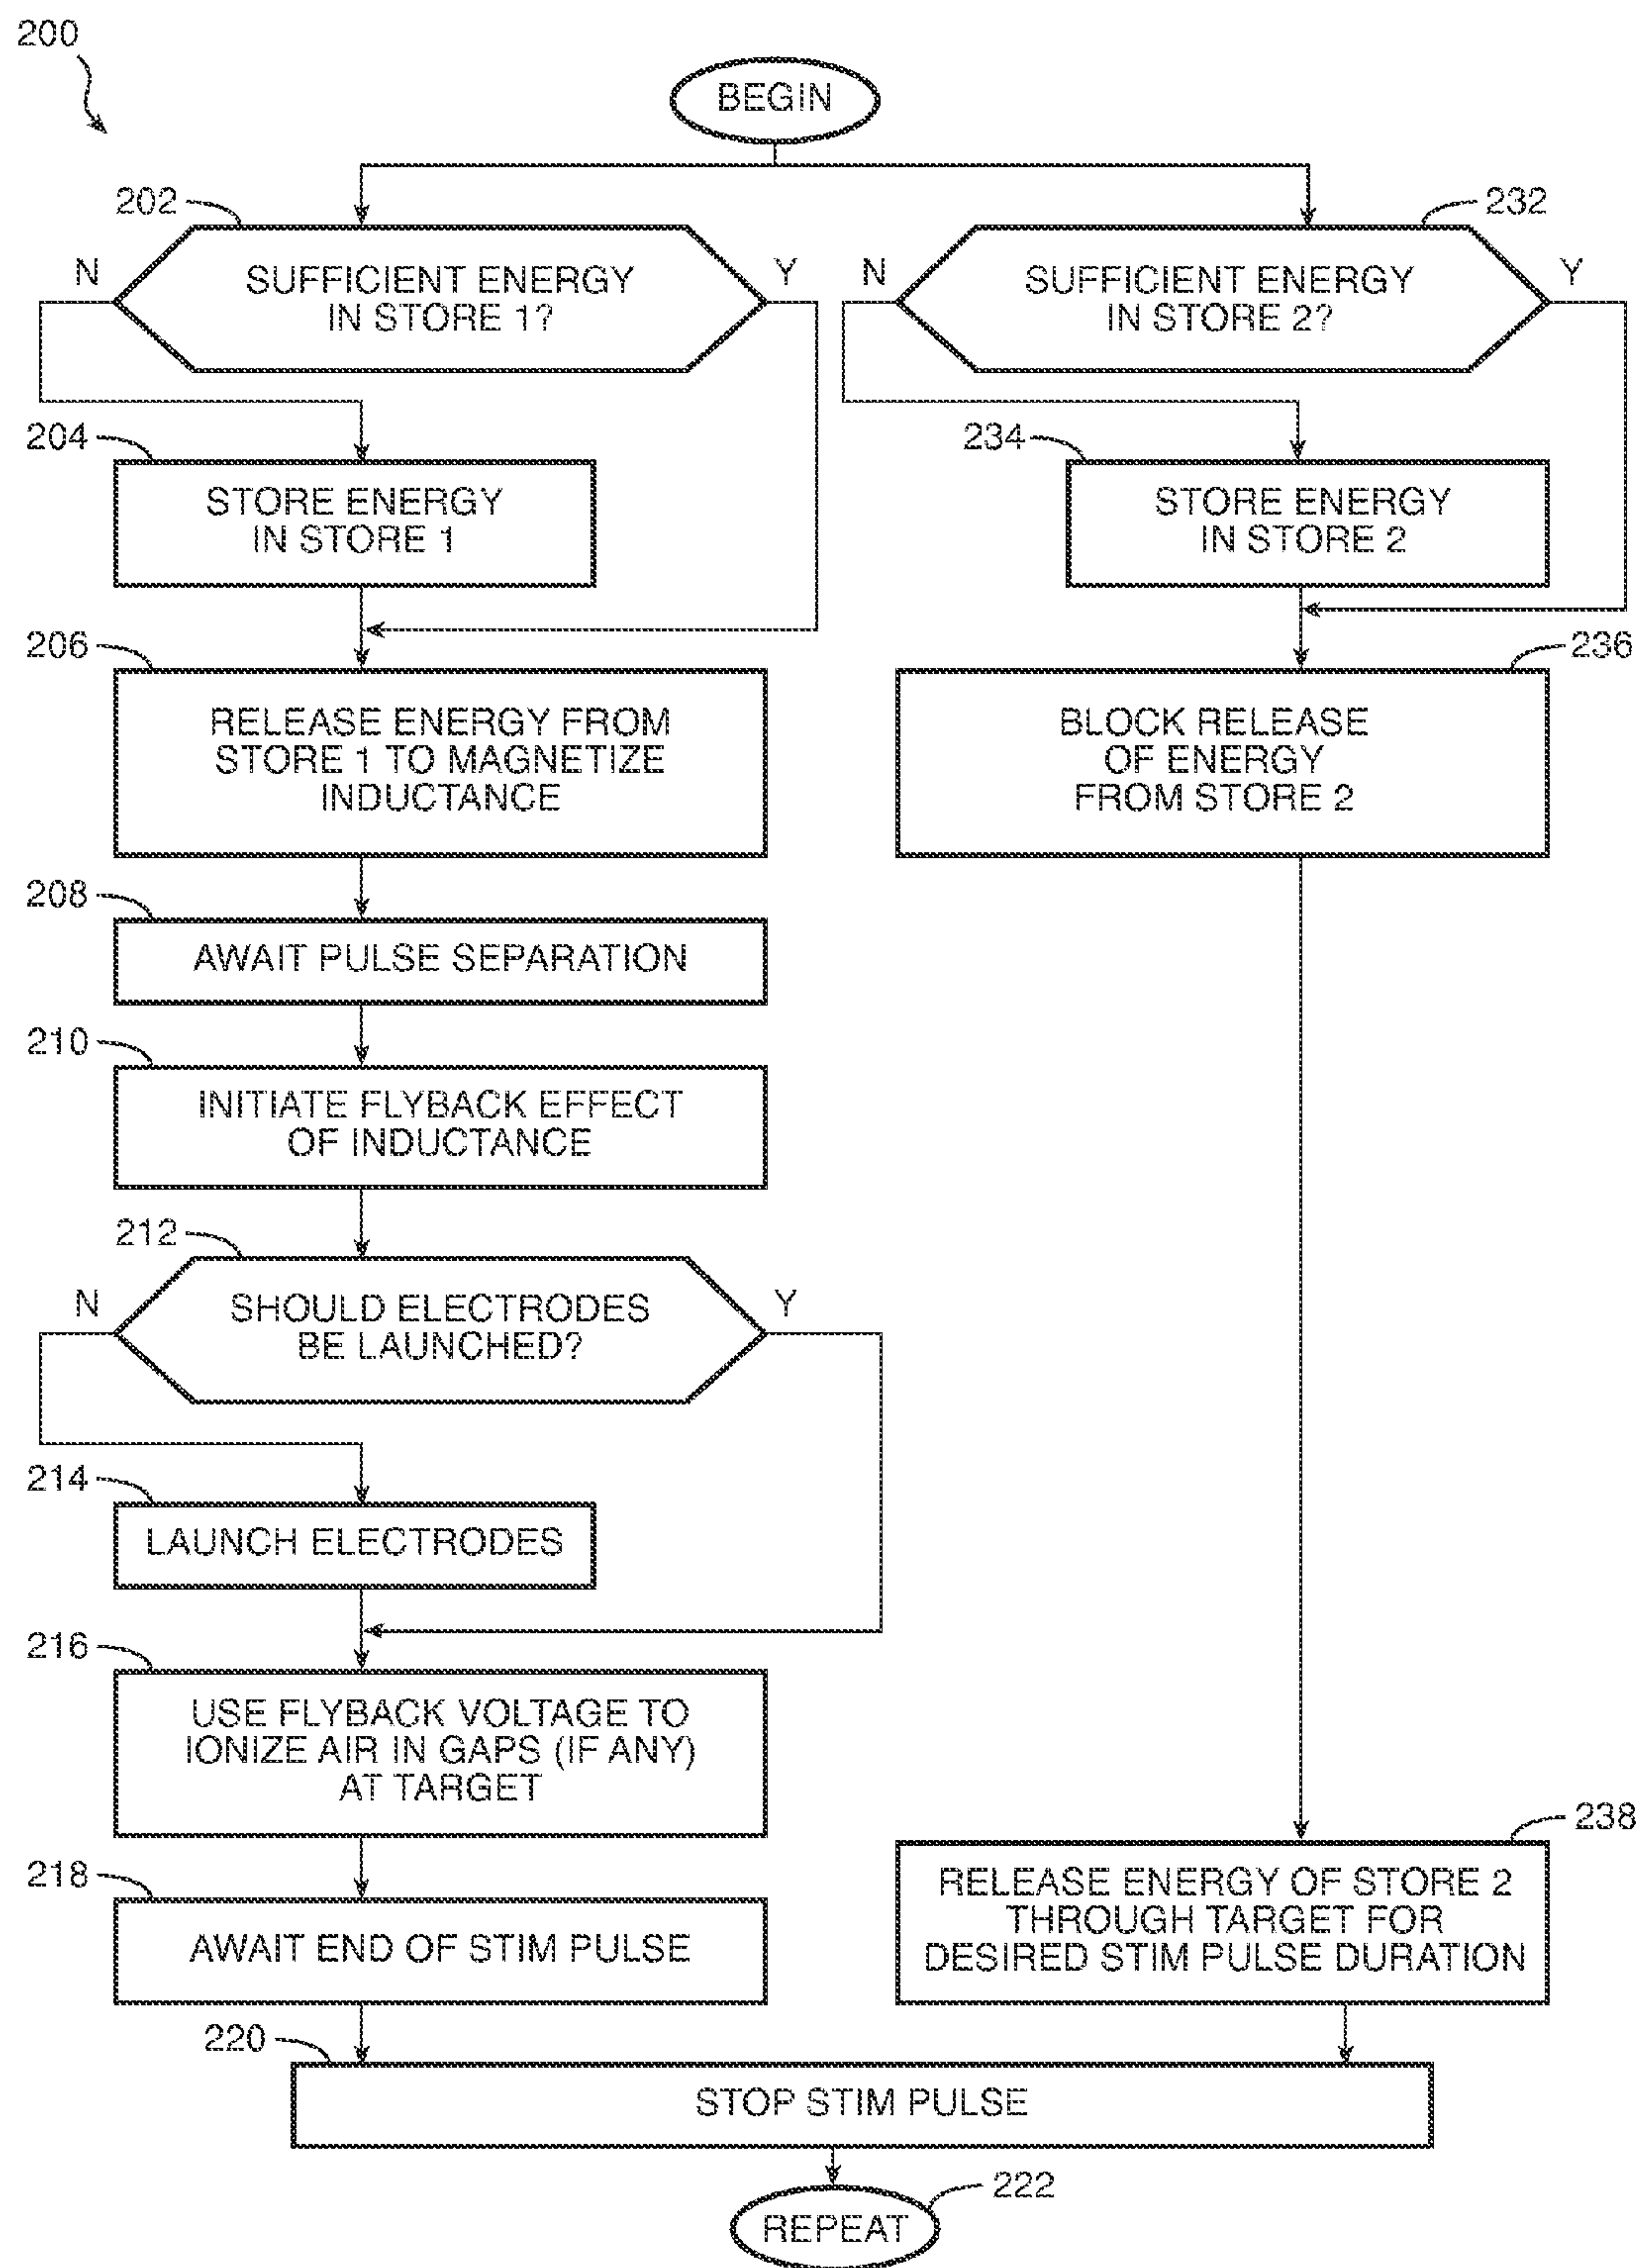 200
BEGIN
202
232
N
SUFFICIENT ENERGY
IN STORE 1?
Y
N
SUFFICIENT ENERGY
IN STORE 2?
Y
204
STORE ENERGY
IN STORE 1
234
STORE ENERGY
IN STORE 2
206
RELEASE ENERGY FROM
STORE 1 TO MAGNETIZE
INDUCTANCE
236
BLOCK RELEASE
OF ENERGY
FROM STORE 2
208
AWAIT PULSE SEPARATION
210
INITIATE FLYBACK EFFECT
OF INDUCTANCE
212
N
SHOULD ELECTRODES
BE LAUNCHED?
Y
214
LAUNCH ELECTRODES
216
USE FLYBACK VOLTAGE TO
IONIZE AIR IN GAPS (IF ANY)
AT TARGET
218
AWAIT END OF STIM PULSE
238
RELEASE ENERGY OF STORE 2
THROUGH TARGET FOR
DESIRED STIM PULSE DURATION
220
STOP STIM PULSE
222
REPEAT